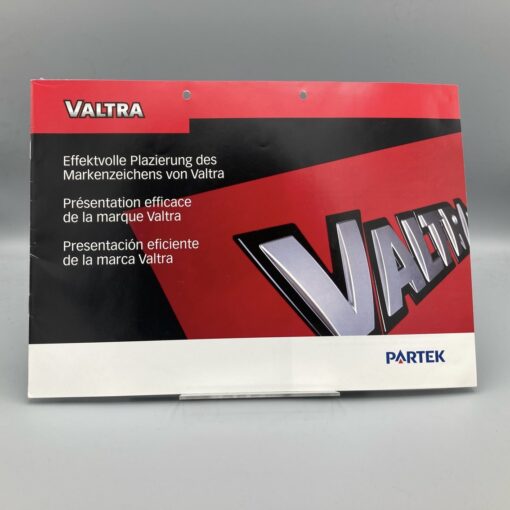 VALTRA
Effektvolle Plazierung des
Markenzeichens von Valtra
Présentation efficace
de la marque Valtra
Presentación eficiente
de la marca Valtra
VALTRA
PARTEK